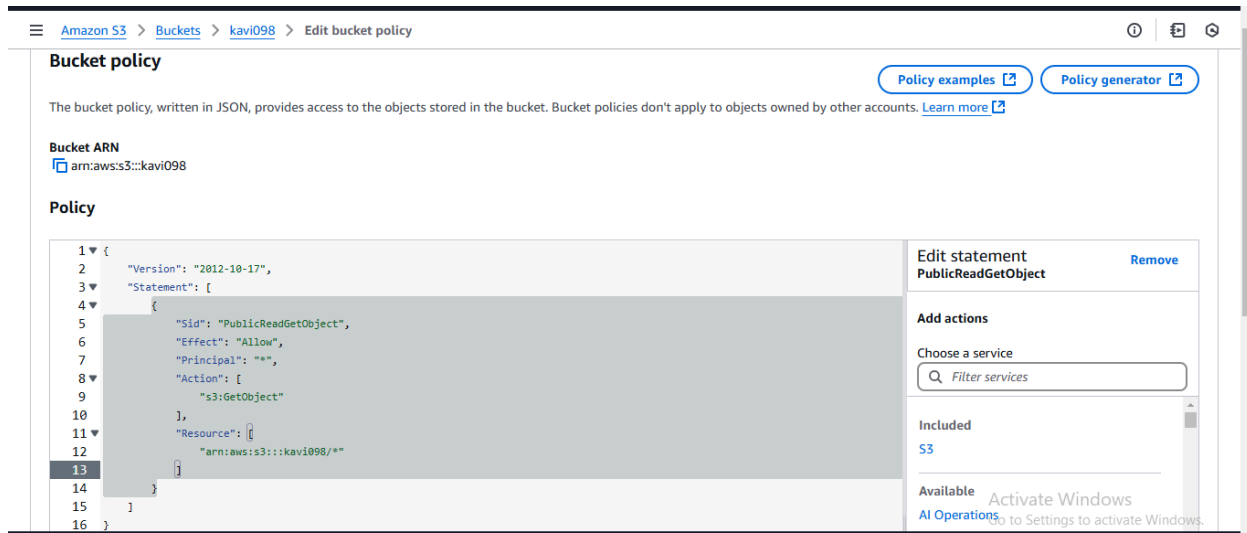 Amazon S3 > Buckets > kavi098 > Edit bucket policy
Bucket policy
Policy examples
Policy generator
The bucket policy, written in JSON, provides access to the objects stored in the bucket. Bucket policies don't apply to objects owned by other accounts. Learn more
Bucket ARN
arn:aws:s3:::kavi098
Policy
1 {
2 "Version": "2012-10-17",
3 "Statement": [
4 {
5 "Sid": "PublicReadGetObject",
6 "Effect": "Allow",
7 "Principal": "*",
8 "Action": [
9 "s3:GetObject"
10 ],
11 "Resource": [
12 "arn:aws:s3:::kavi098/*"
13 ]
14 }
15 ]
16 }
Edit statement
Remove
PublicReadGetObject
Add actions
Choose a service
Filter services
Included
S3
Available
AI Operations
Activate Windows
Go to Settings to activate Windows.